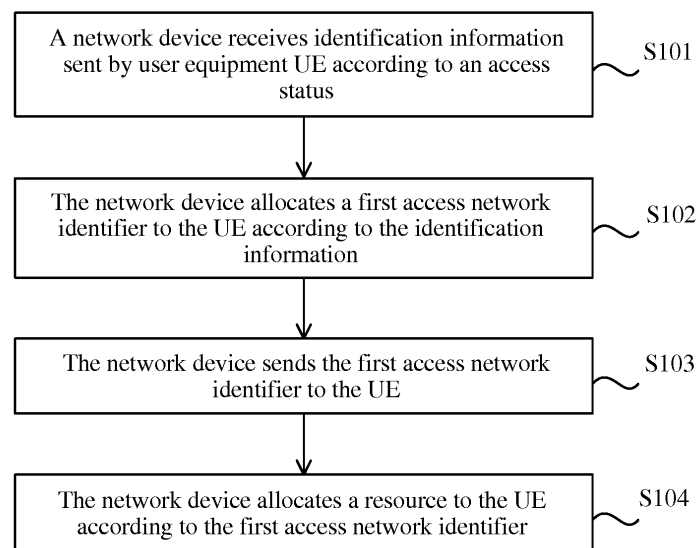 A network device receives identification information
sent by user equipment UE according to an access
status
S101
The network device allocates a first access network
identifier to the UE according to the identification
information
S102
The network device sends the first access network
identifier to the UE
S103
The network device allocates a resource to the UE
according to the first access network identifier
S104